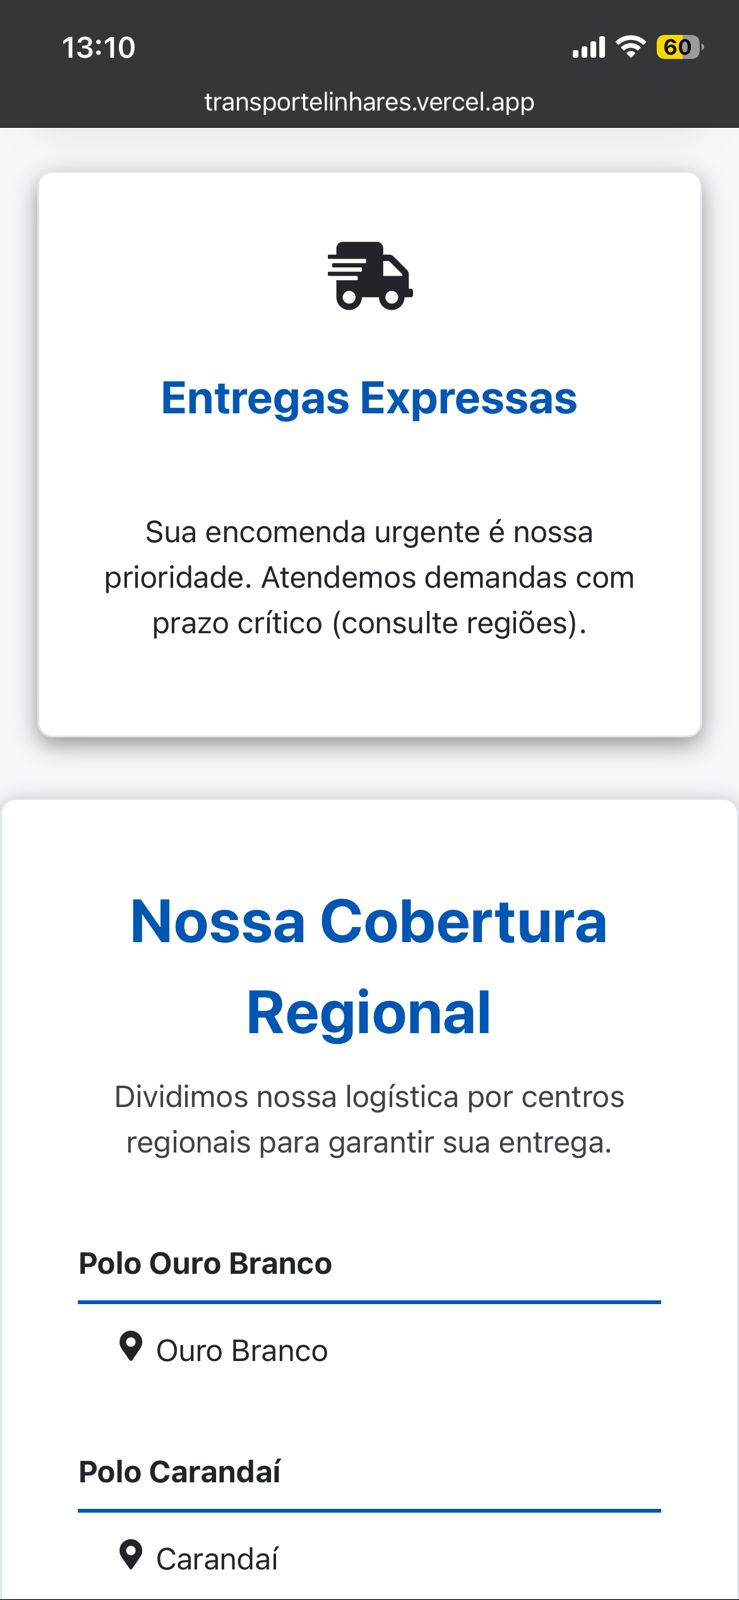 13:10
60
transportelinhares.vercel.app
Entregas Expressas
Sua encomenda urgente é nossa
prioridade. Atendemos demandas com
prazo crítico (consulte regiões).
Nossa Cobertura
Regional
Dividimos nossa logística por centros
regionais para garantir sua entrega.
Polo Ouro Branco
Ouro Branco
Polo Carandaí
Carandaí